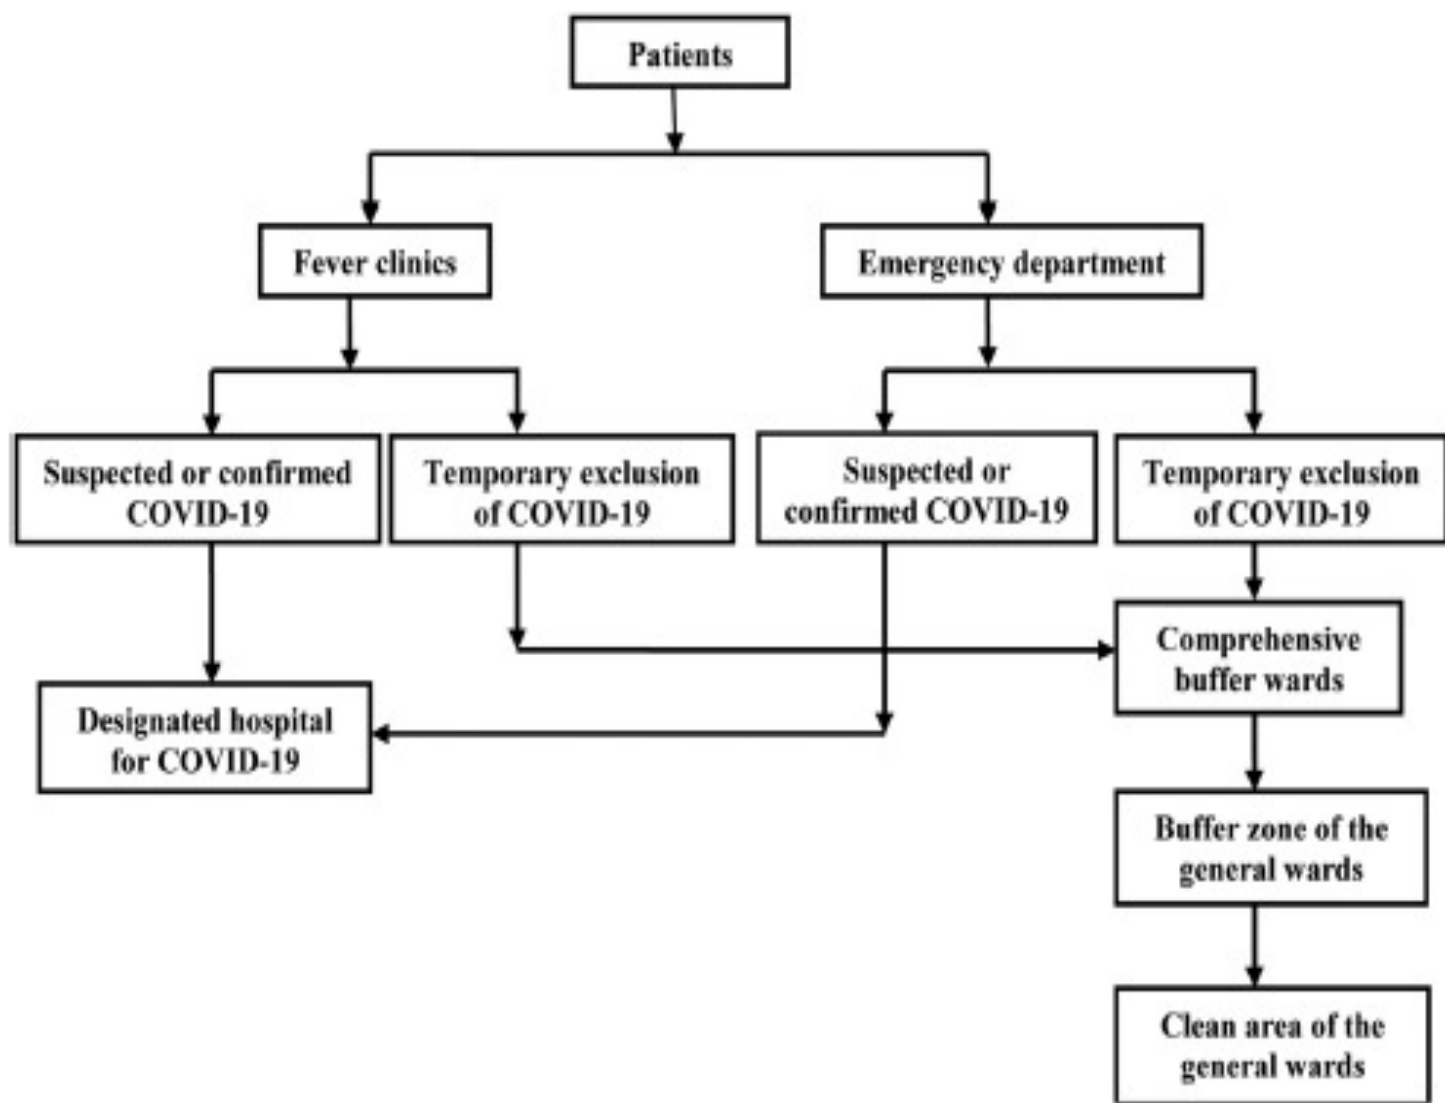 Patients
Fever clinics
Emergency department
Suspected or confirmed
COVID-19
Temporary exclusion
of COVID-19
Suspected or
confirmed COVID-19
Temporary exclusion
of COVID-19
Comprehensive
buffer wards
Designated hospital
for COVID-19
Buffer zone of the
general wards
Clean area of the
general wards